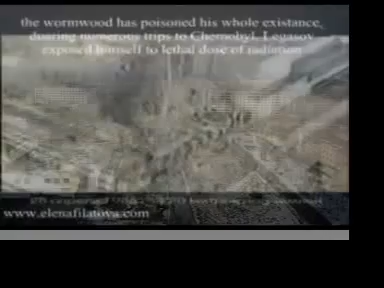 the wormwood has poisoned his whole existance,
duaring numerous trips to Chernobyl, Legasov
exposed himself to lethal dose of radiation
www.elenafilatova.com